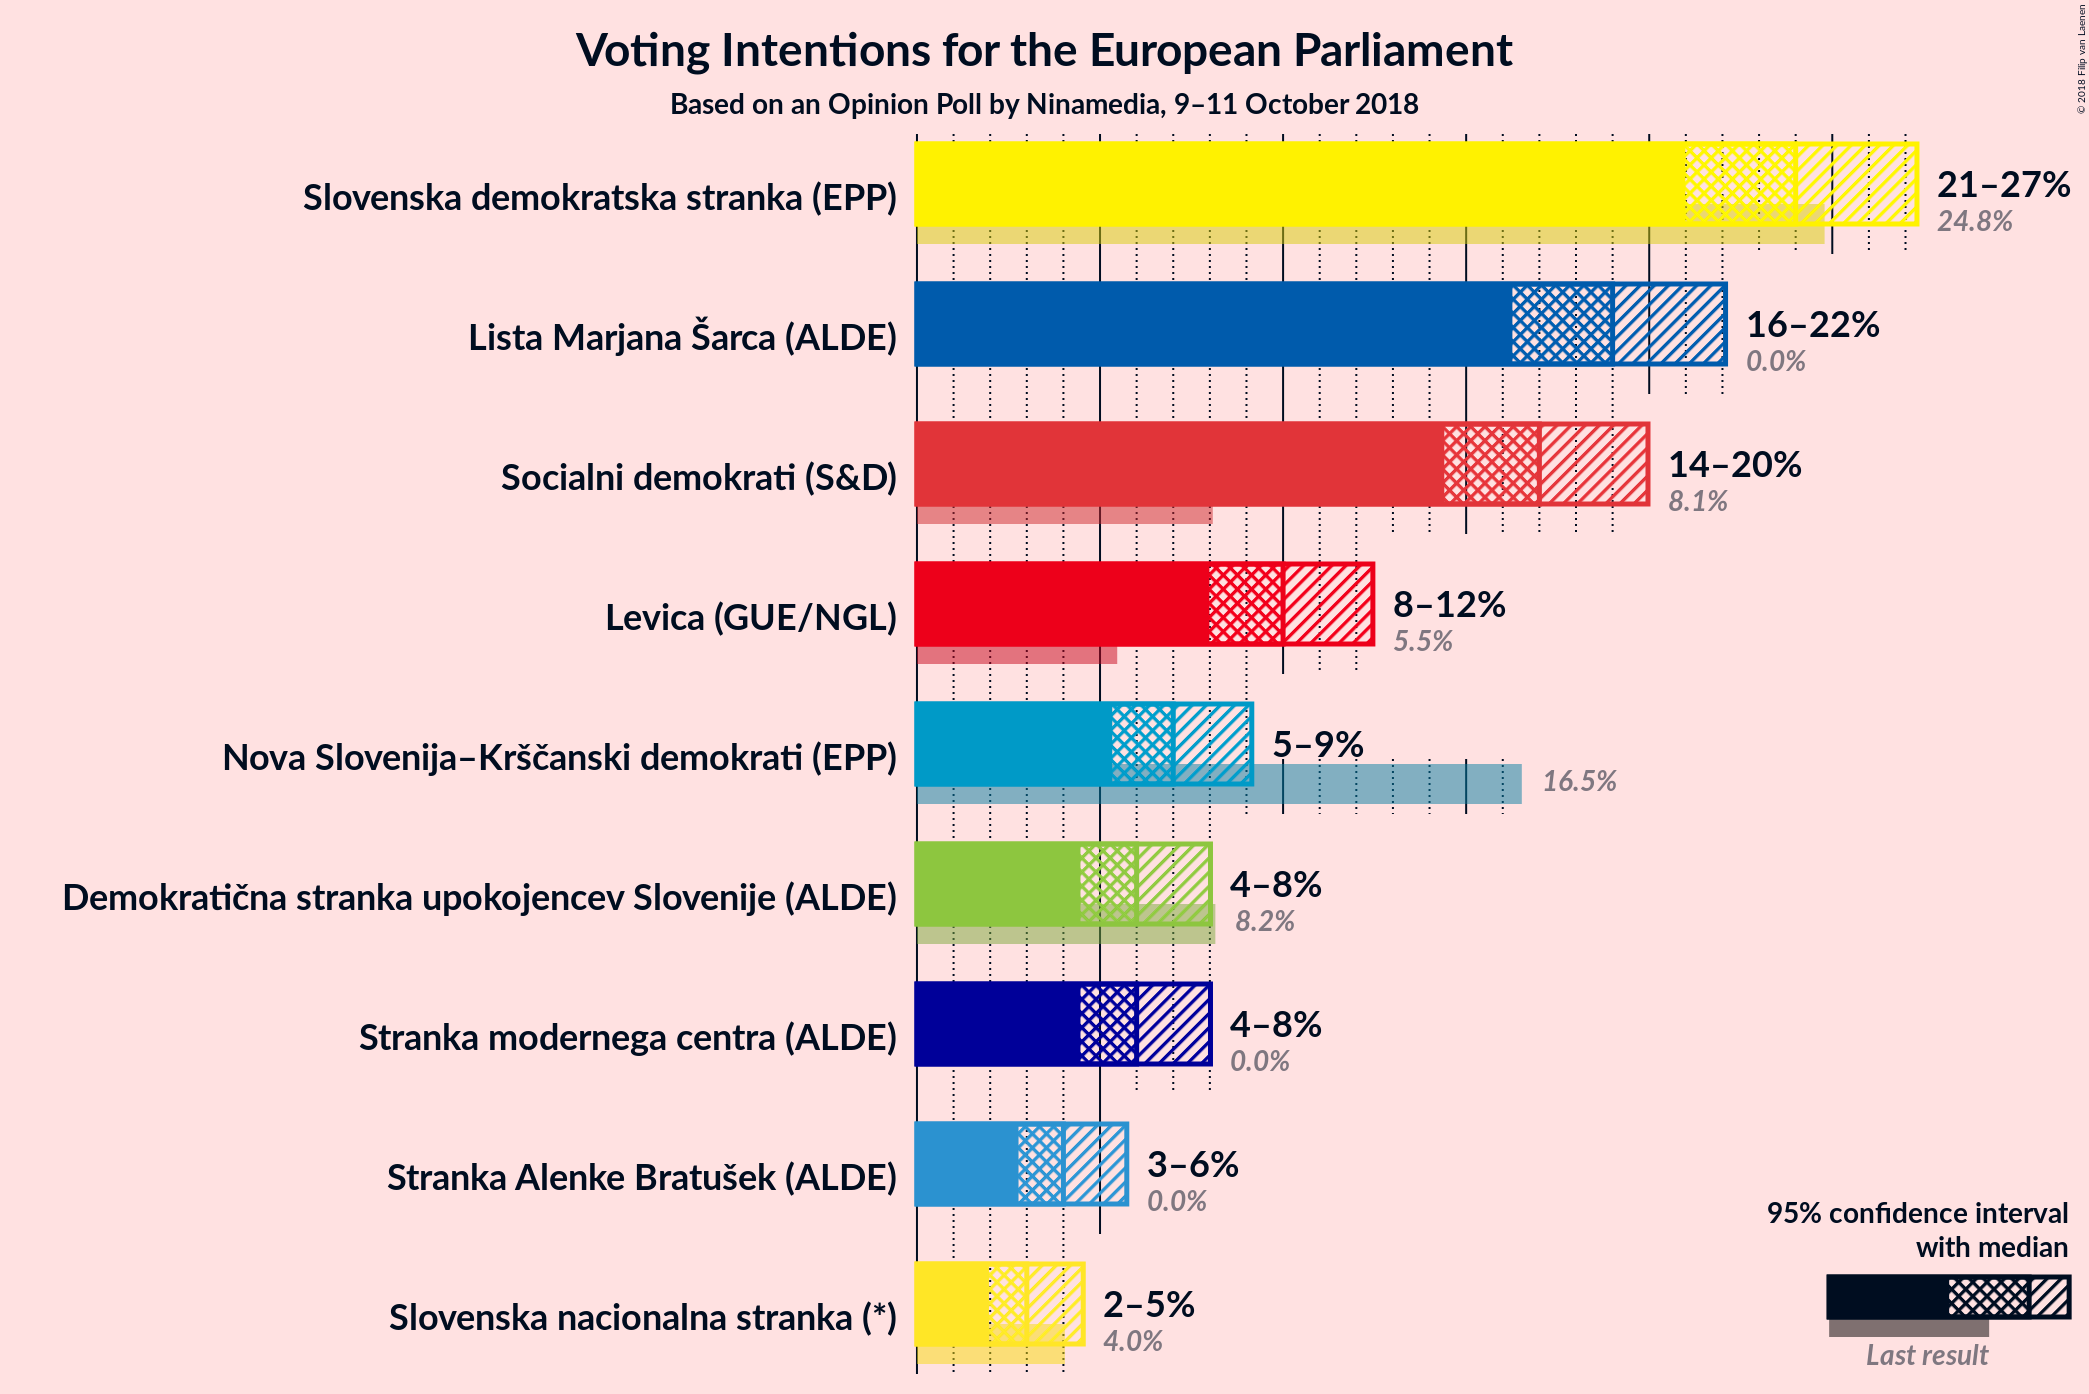 Voting Intentions for the European Parliament
Based on an Opinion Poll by Ninamedia, 9–11 October 2018
© 2018 Filip van Laenen
Slovenska demokratska stranka (EPP)
21–27%
24.8%
Lista Marjana Šarca (ALDE)
16–22%
0.0%
Socialni demokrati (S&D)
14–20%
8.1%
Levica (GUE/NGL)
8–12%
5.5%
Nova Slovenija–Krščanski demokrati (EPP)
5–9%
16.5%
Demokratična stranka upokojencev Slovenije (ALDE)
4–8%
8.2%
Stranka modernega centra (ALDE)
4–8%
0.0%
Stranka Alenke Bratušek (ALDE)
3–6%
0.0%
Slovenska nacionalna stranka (*)
2–5%
4.0%
95% confidence interval
with median
Last result